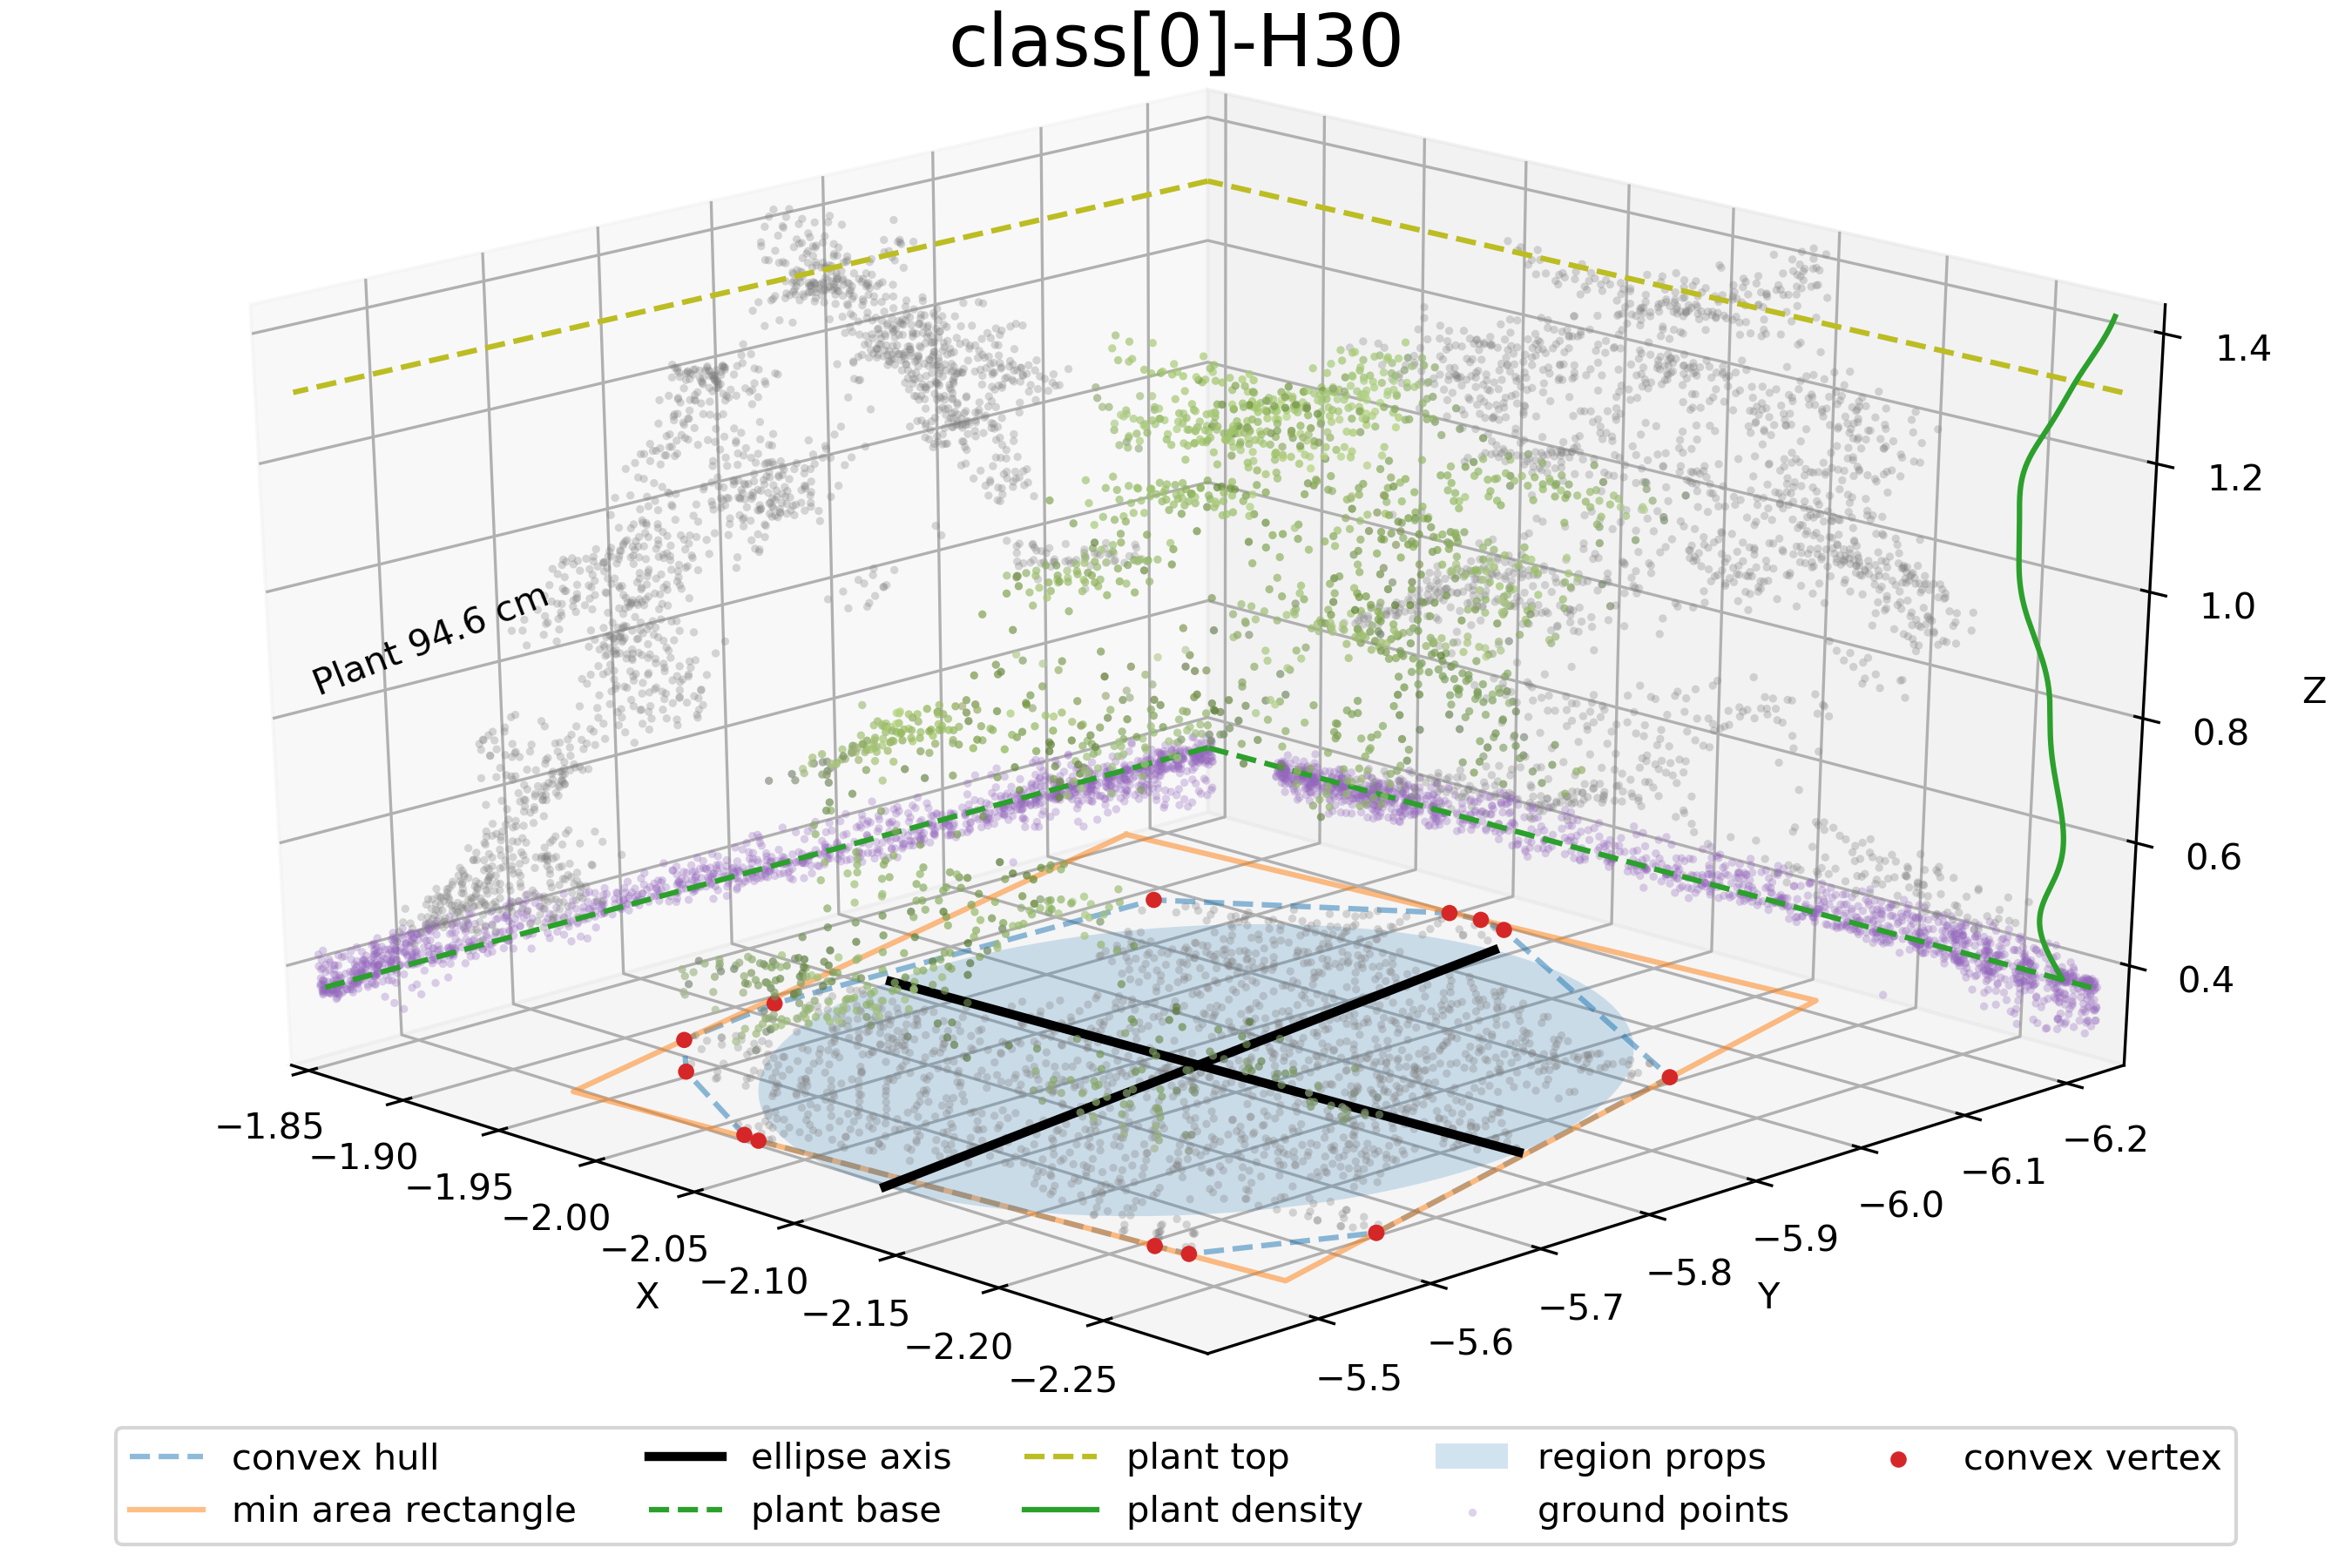 class[0]-H30
Plant 94.6 cm
1.4
1.2
1.0
0.8
0.6
0.4
Z
−1.85
−1.90
−1.95
−2.00
−2.05
−2.10
−2.15
−2.20
−2.25
X
−5.5
−5.6
−5.7
−5.8
−5.9
−6.0
−6.1
−6.2
Y
convex hull
min area rectangle
ellipse axis
plant base
plant top
plant density
region props
ground points
convex vertex